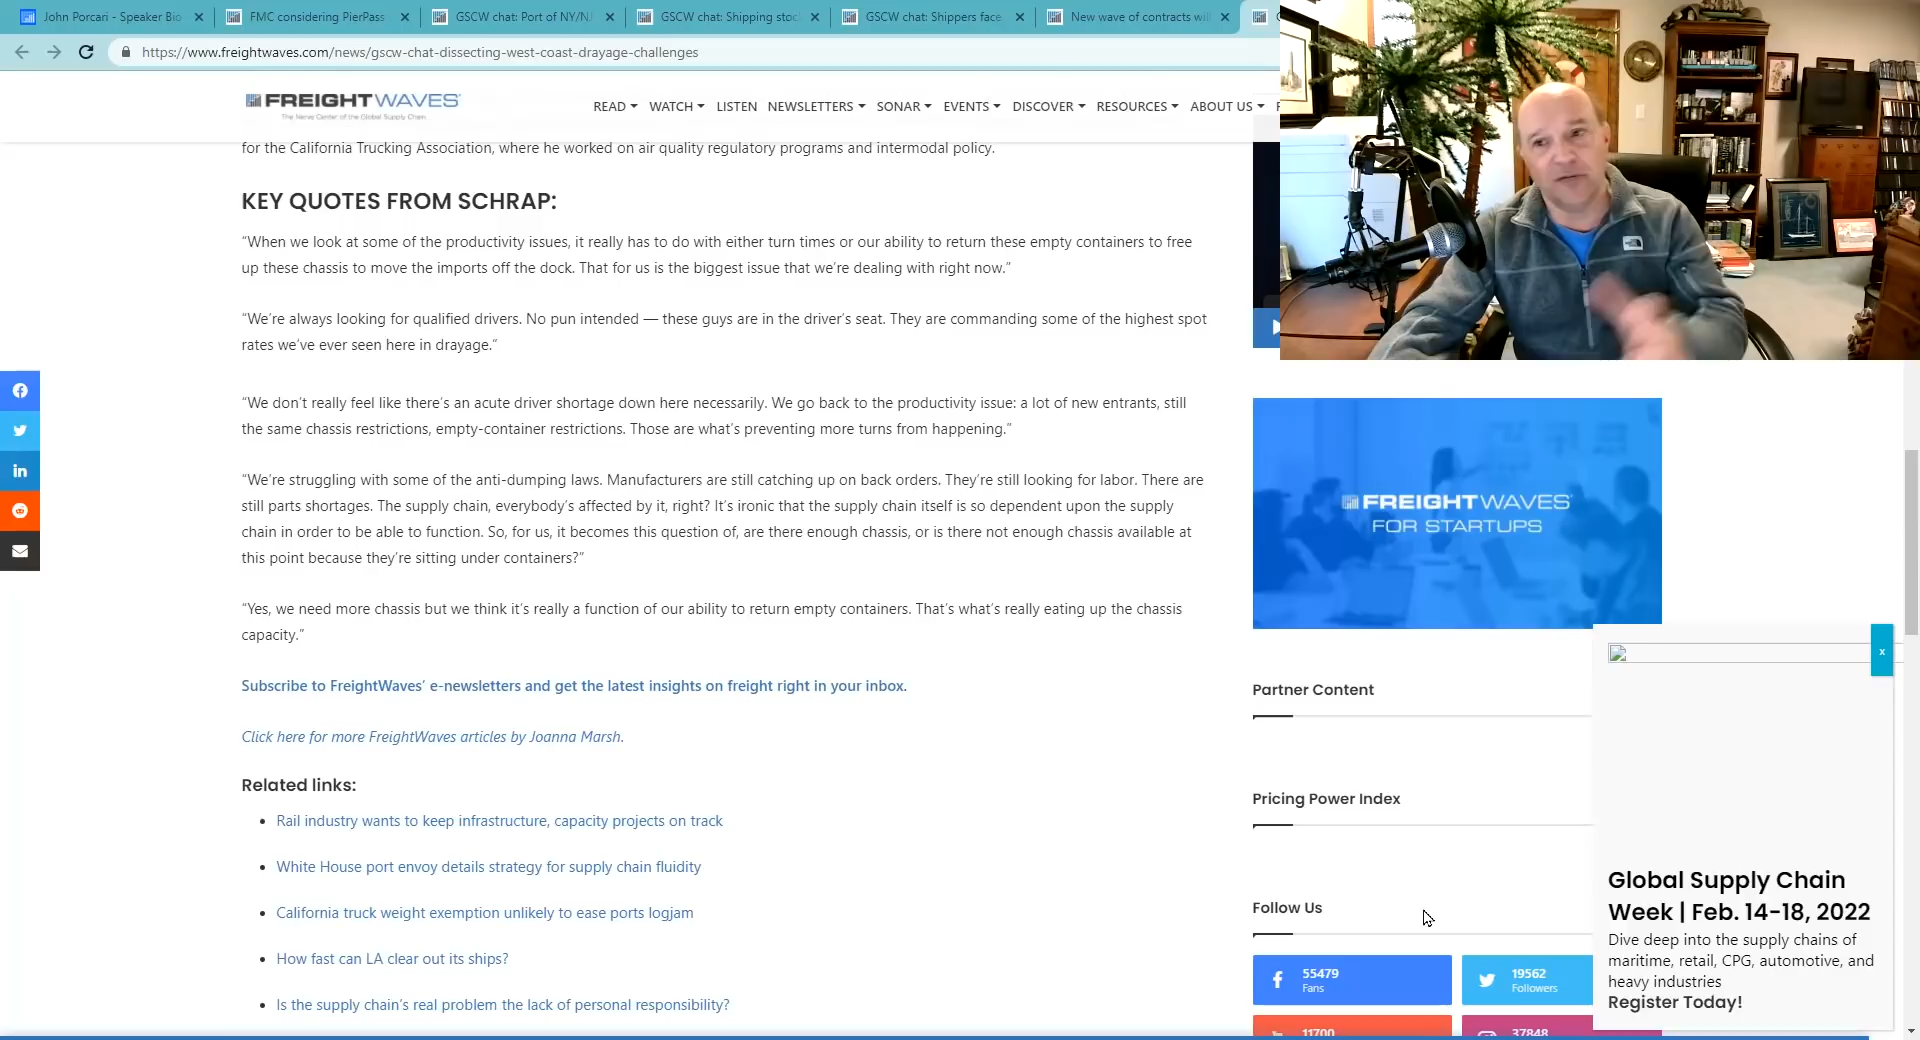 John Porcari - Speaker Bio
FMC considering PierPass
GSCW chat: Port of NY/NJ
GSCW chat: Shipping stoc
GSCW chat: Shippers face
New wave of contracts wil
https://www.freightwaves.com/news/gscw-chat-dissecting-west-coast-drayage-challenges
FREIGHTWAVES
The Nerve Center of the Global Supply Chain.
READ WATCH LISTEN NEWSLETTERS SONAR EVENTS DISCOVER RESOURCES ABOUT US
for the California Trucking Association, where he worked on air quality regulatory programs and intermodal policy.
KEY QUOTES FROM SCHRAP:
“When we look at some of the productivity issues, it really has to do with either turn times or our ability to return these empty containers to free
up these chassis to move the imports off the dock. That for us is the biggest issue that we’re dealing with right now.”
“We’re always looking for qualified drivers. No pun intended — these guys are in the driver’s seat. They are commanding some of the highest spot
rates we’ve ever seen here in drayage.”
“We don’t really feel like there’s an acute driver shortage down here necessarily. We go back to the productivity issue: a lot of new entrants, still
the same chassis restrictions, empty-container restrictions. Those are what’s preventing more turns from happening.”
“We’re struggling with some of the anti-dumping laws. Manufacturers are still catching up on back orders. They’re still looking for labor. There are
still parts shortages. The supply chain, everybody’s affected by it, right? It’s ironic that the supply chain itself is so dependent upon the supply
chain in order to be able to function. So, for us, it becomes this question of, are there enough chassis, or is there not enough chassis available at
this point because they’re sitting under containers?”
“Yes, we need more chassis but we think it’s really a function of our ability to return empty containers. That’s what’s really eating up the chassis
capacity.”
Subscribe to FreightWaves’ e-newsletters and get the latest insights on freight right in your inbox.
Click here for more FreightWaves articles by Joanna Marsh.
Related links:
Rail industry wants to keep infrastructure, capacity projects on track
White House port envoy details strategy for supply chain fluidity
California truck weight exemption unlikely to ease ports logjam
How fast can LA clear out its ships?
Is the supply chain’s real problem the lack of personal responsibility?
FREIGHTWAVES
FOR STARTUPS
Partner Content
Pricing Power Index
Follow Us
55479
Fans
19562
Followers
11700
37848
x
Global Supply Chain
Week | Feb. 14-18, 2022
Dive deep into the supply chains of
maritime, retail, CPG, automotive, and
heavy industries
Register Today!